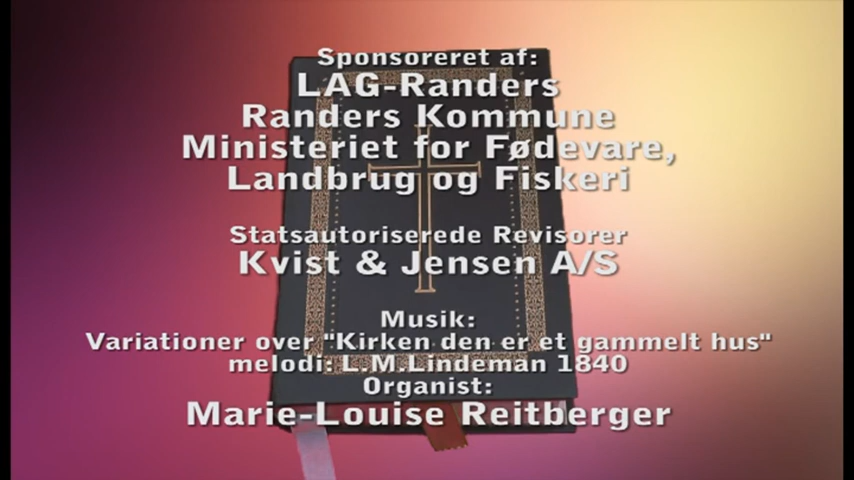 Sponsoreret af:
LAG-Randers
Randers Kommune
Ministeriet for Fødevare,
Landbrug og Fiskeri
Statsautoriserede Revisorer
Kvist & Jensen A/S
Musik:
Variationer over "Kirken den er et gammelt hus"
melodi: L.M.Lindeman 1840
Organist:
Marie-Louise Reitberger